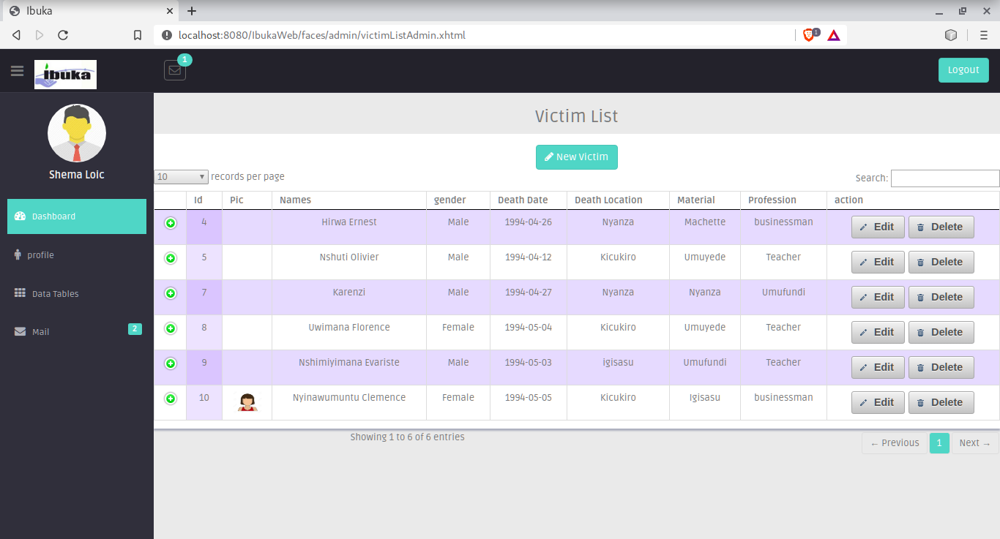 Ibuka
localhost:8080/IbukaWeb/faces/admin/victimListAdmin.xhtml
1
ibuka
1
Logout
Shema Loic
Dashboard
profile
Data Tables
Mail 2
Victim List
New Victim
10 records per page Search:
Id Pic Names gender Death Date Death Location Material Profession action
4 Hirwa Ernest Male 1994-04-26 Nyanza Machette businessman Edit Delete
5 Nshuti Olivier Male 1994-04-12 Kicukiro Umuyede Teacher Edit Delete
7 Karenzi Male 1994-04-27 Nyanza Nyanza Umufundi Edit Delete
8 Uwimana Florence Female 1994-05-04 Kicukiro Umuyede Teacher Edit Delete
9 Nshimiyimana Evariste Male 1994-05-03 igisasu Umufundi Teacher Edit Delete
10 Nyinawumuntu Clemence Female 1994-05-05 Kicukiro Igisasu businessman Edit Delete
Showing 1 to 6 of 6 entries
← Previous 1 Next →